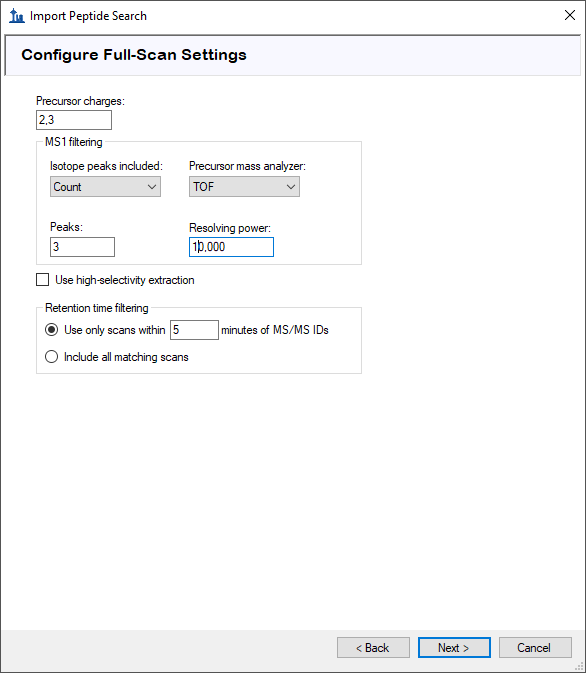 Import Peptide Search
Configure Full-Scan Settings
Precursor charges:
2,3
MS1 filtering
Isotope peaks included: Precursor mass analyzer:
Count TOF
Peaks: Resolving power:
3 10,000
Use high-selectivity extraction
Retention time filtering
Use only scans within 5 minutes of MS/MS IDs
Include all matching scans
< Back Next > Cancel